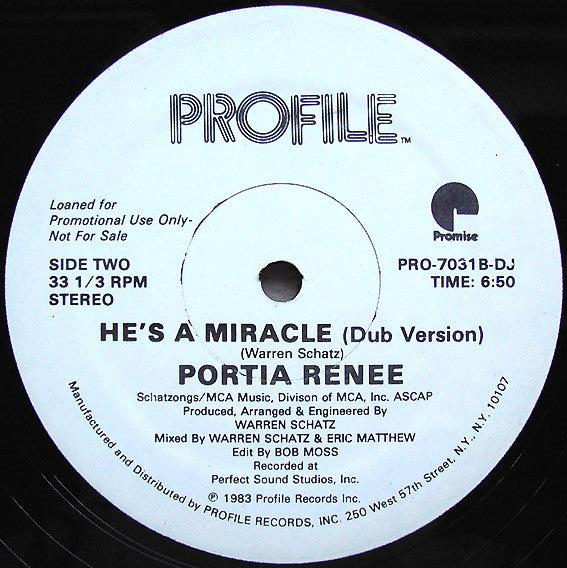 PROFILE™
Loaned for
Promotional Use Only-
Not For Sale
Promise
SIDE TWO
33 1/3 RPM
STEREO
PRO-7031B-DJ
TIME: 6:50
HE'S A MIRACLE (Dub Version)
(Warren Schatz)
PORTIA RENEE
Schatzongs/MCA Music, Divison of MCA, Inc. ASCAP
Produced, Arranged & Engineered By
WARREN SCHATZ
Mixed By WARREN SCHATZ & ERIC MATTHEW
Edit By BOB MOSS
Recorded at
Perfect Sound Studios, Inc.
℗ 1983 Profile Records Inc.
Manufactured and Distributed by PROFILE RECORDS, INC. 250 West 57th Street, N.Y., N.Y. 10107